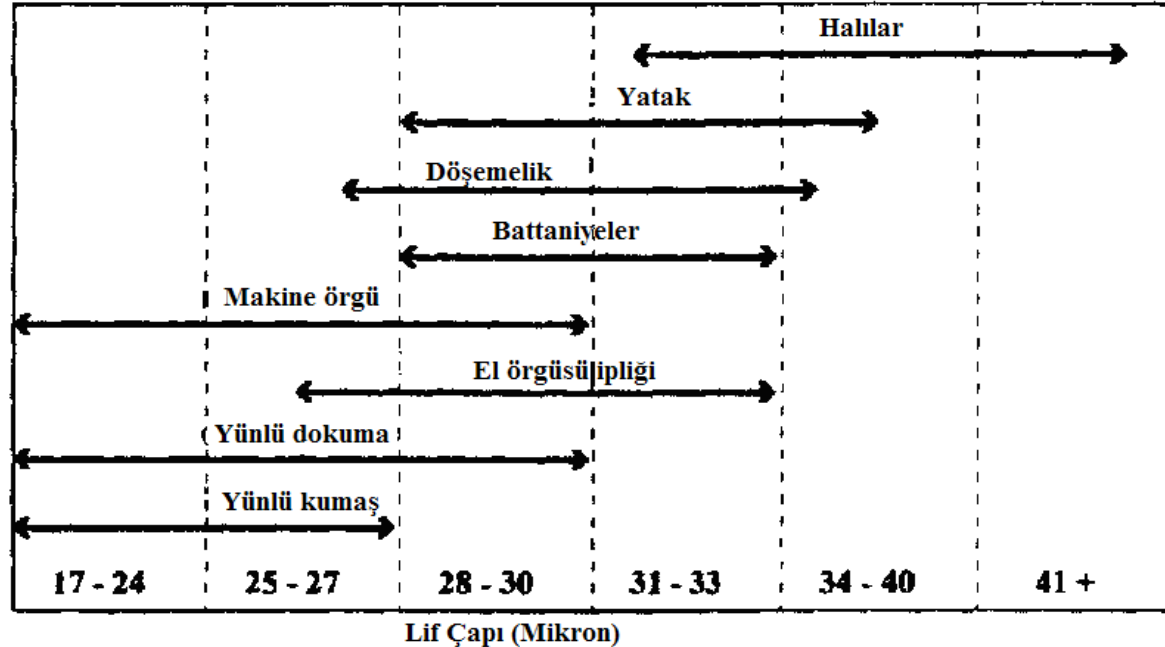 Halılar
Yatak
Döşemelik
Battaniyeler
Makine örgü
El örgüsü ipliği
Yünlü dokuma
Yünlü kumaş
17 - 24 25 - 27 28 - 30 31 - 33 34 - 40 41 +
Lif Çapı (Mikron)